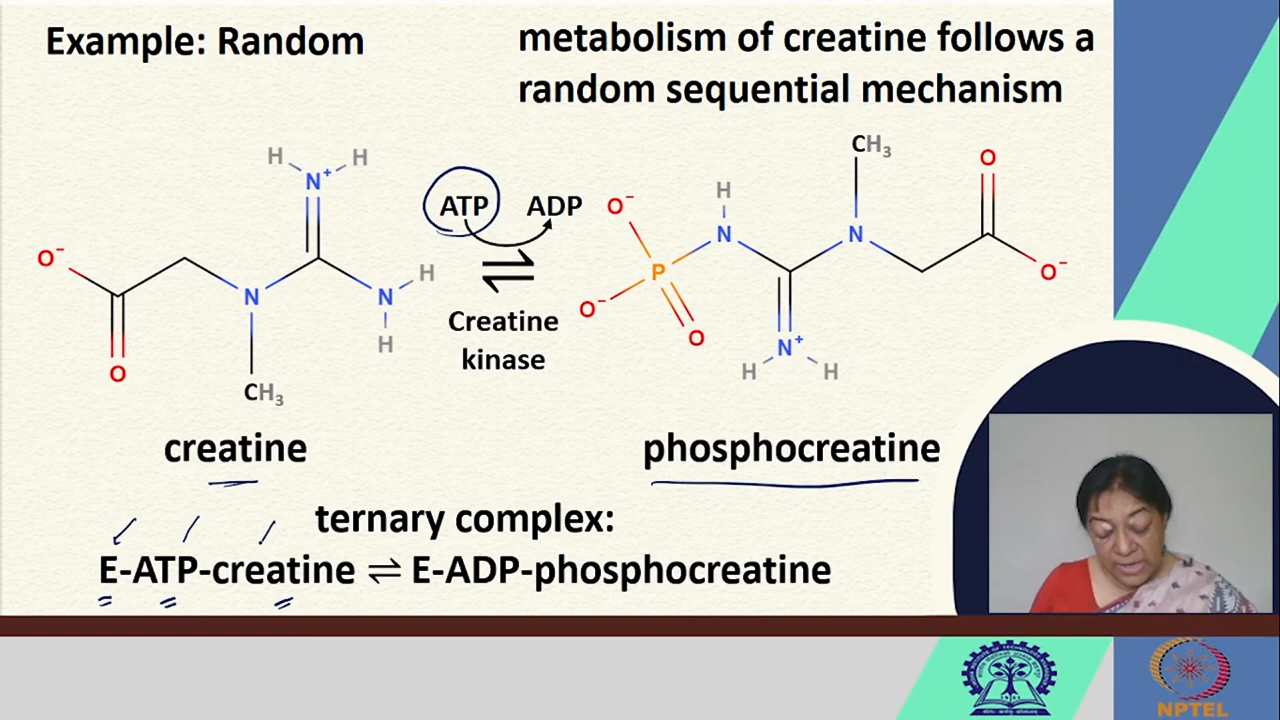 Example: Random
metabolism of creatine follows a
random sequential mechanism
H H
N+
O-
N
N
H
H
O
CH3
ATP ADP
Creatine
kinase
CH3
O
O-
H
N
N
P
O-
O-
O
N+
H H
creatine
phosphocreatine
ternary complex:
E-ATP-creatine ⇌ E-ADP-phosphocreatine
NPTEL